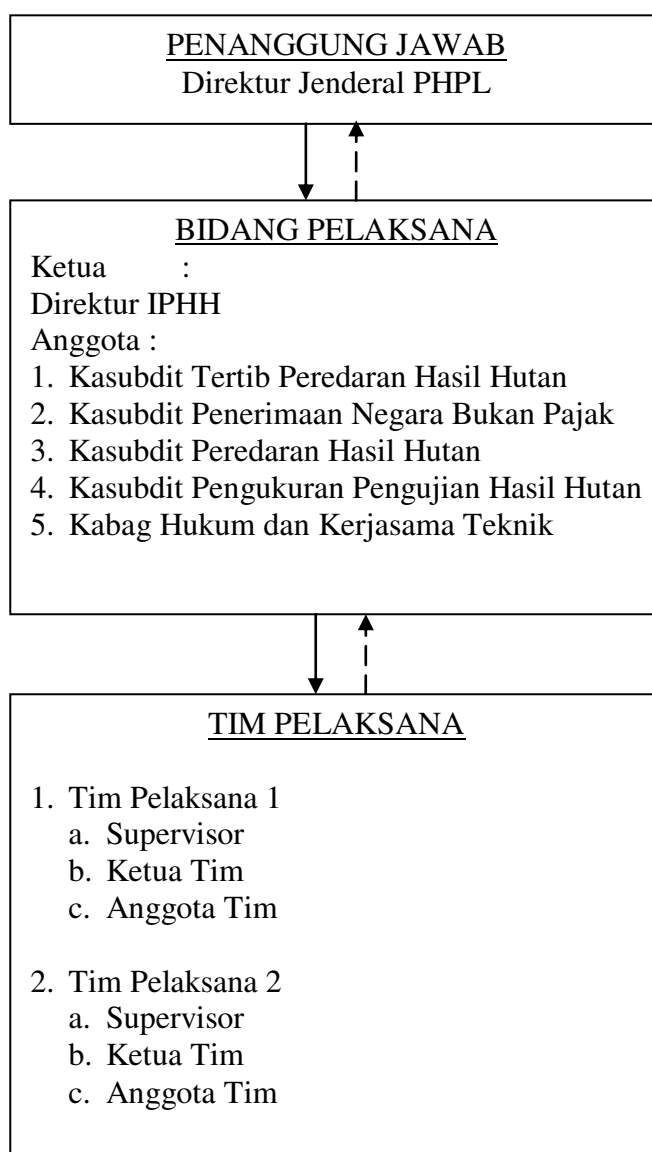 PENANGGUNG JAWAB
Direktur Jenderal PHPL
BIDANG PELAKSANA
Ketua :
Direktur IPHH
Anggota :
1. Kasubdit Tertib Peredaran Hasil Hutan
2. Kasubdit Penerimaan Negara Bukan Pajak
3. Kasubdit Peredaran Hasil Hutan
4. Kasubdit Pengukuran Pengujian Hasil Hutan
5. Kabag Hukum dan Kerjasama Teknik
TIM PELAKSANA
1. Tim Pelaksana 1
a. Supervisor
b. Ketua Tim
c. Anggota Tim
2. Tim Pelaksana 2
a. Supervisor
b. Ketua Tim
c. Anggota Tim